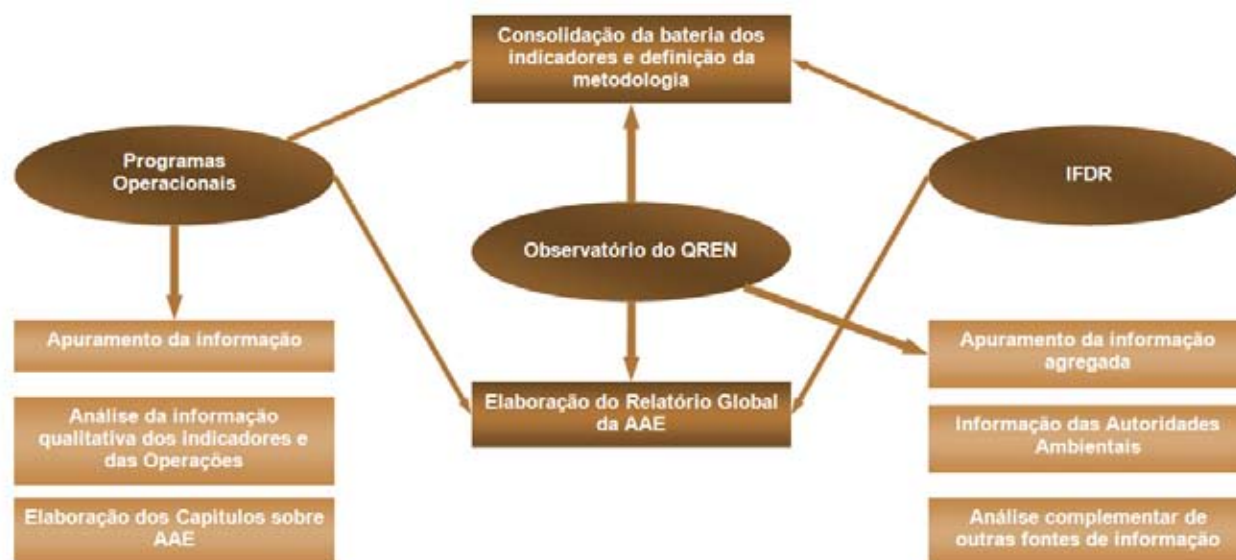 Consolidação da bateria dos
indicadores e definição da
metodologia
Programas
Operacionais
IFDR
Observatório do QREN
Apuramento da informação
Apuramento da informação
agregada
Elaboração do Relatório Global
da AAE
Análise da informação
qualitativa dos Indicadores e
das Operações
Informação das Autoridades
Ambientais
Elaboração dos Capitulos sobre
AAE
Análise complementar de
outras fontes de informação